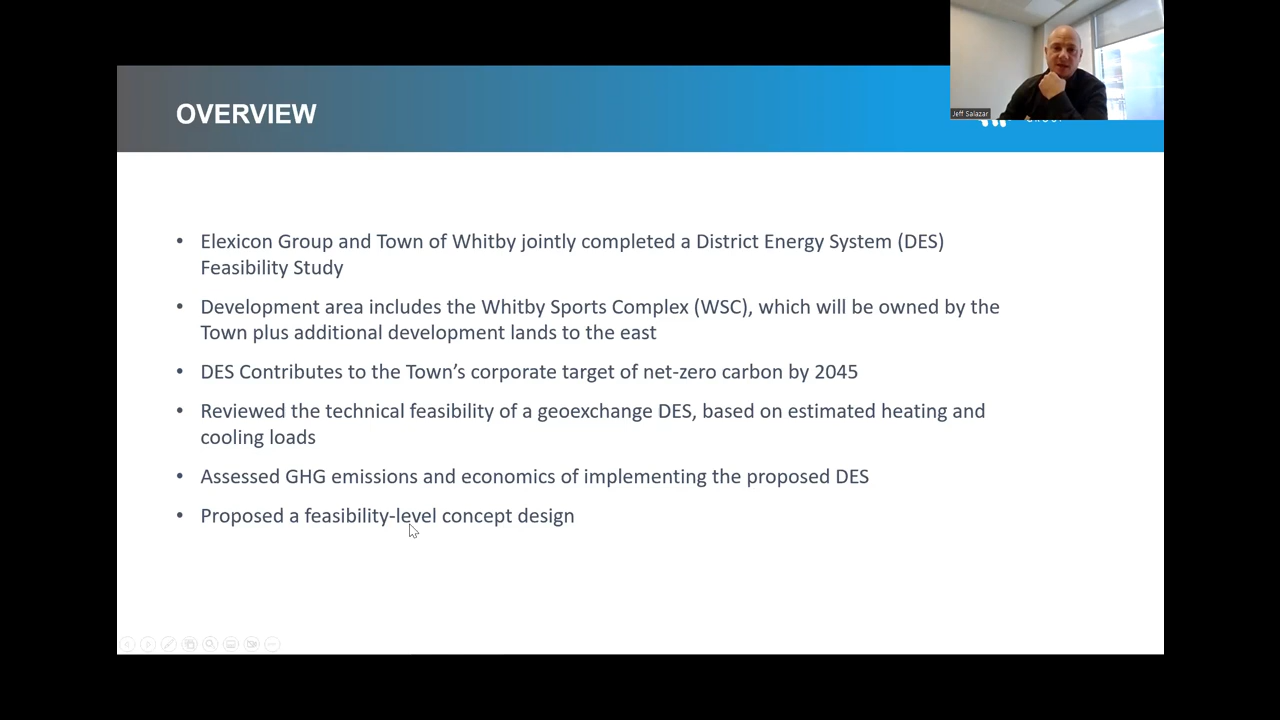 OVERVIEW
Jeff Salazar
• Elexicon Group and Town of Whitby jointly completed a District Energy System (DES)
Feasibility Study
• Development area includes the Whitby Sports Complex (WSC), which will be owned by the
Town plus additional development lands to the east
• DES Contributes to the Town’s corporate target of net-zero carbon by 2045
• Reviewed the technical feasibility of a geoexchange DES, based on estimated heating and
cooling loads
• Assessed GHG emissions and economics of implementing the proposed DES
• Proposed a feasibility-level concept design